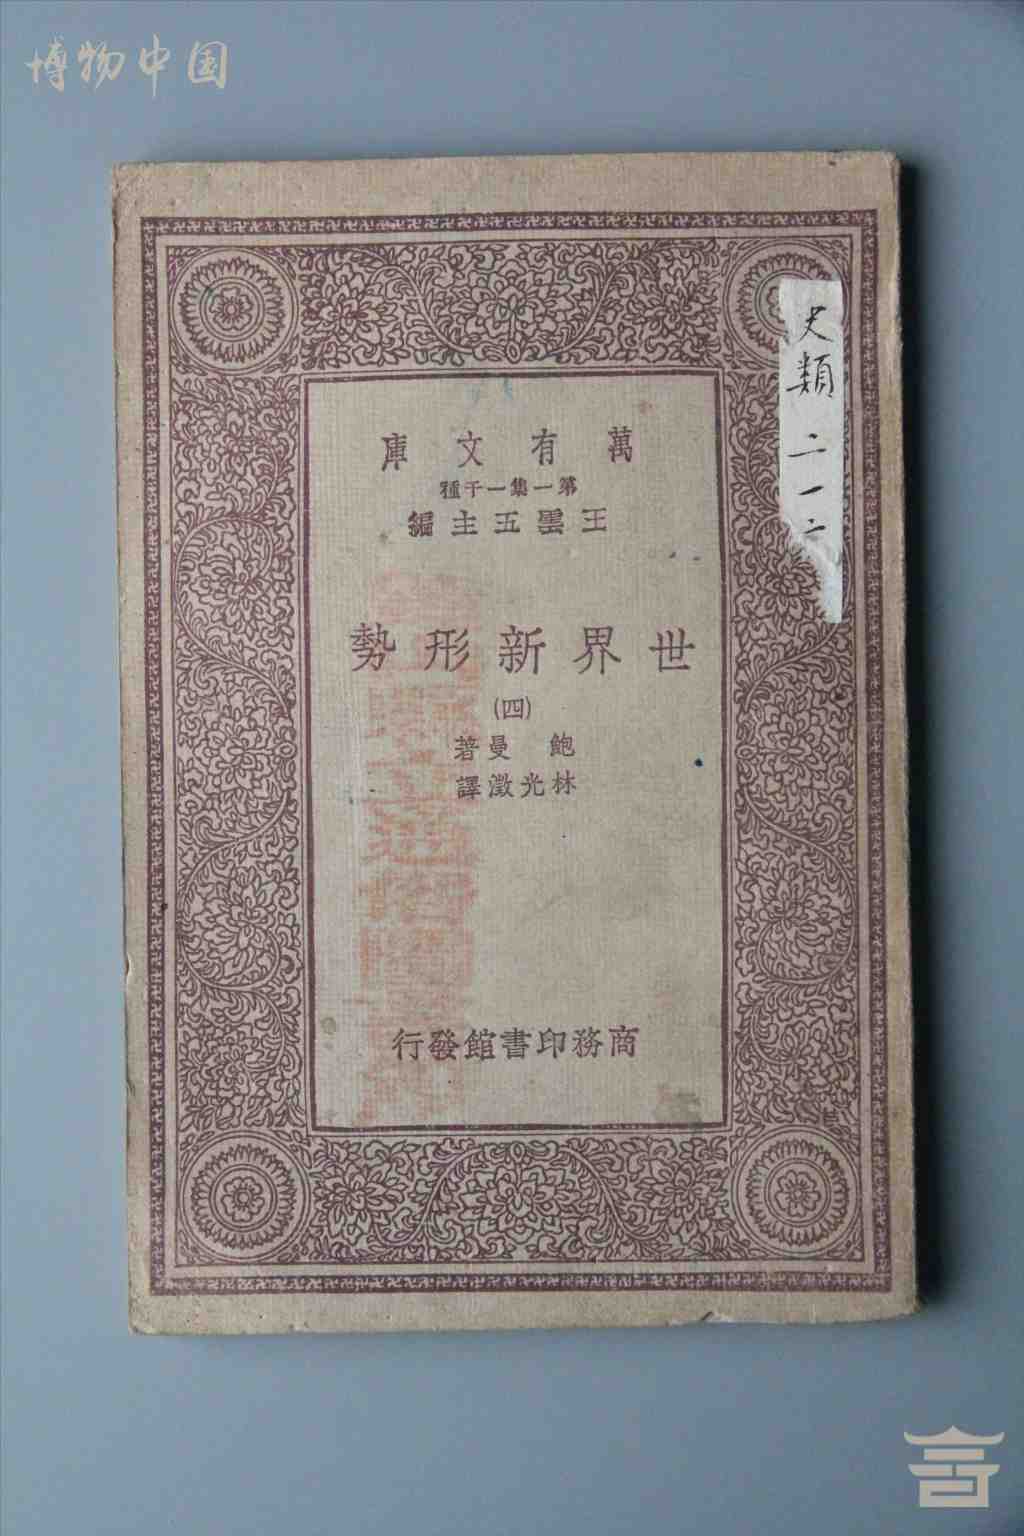 博物中国
萬有文庫
第一集一千種
王雲五主編
世界新形勢
(四)
鮑曼著
林光澂譯
商務印書館發行
史類二一二